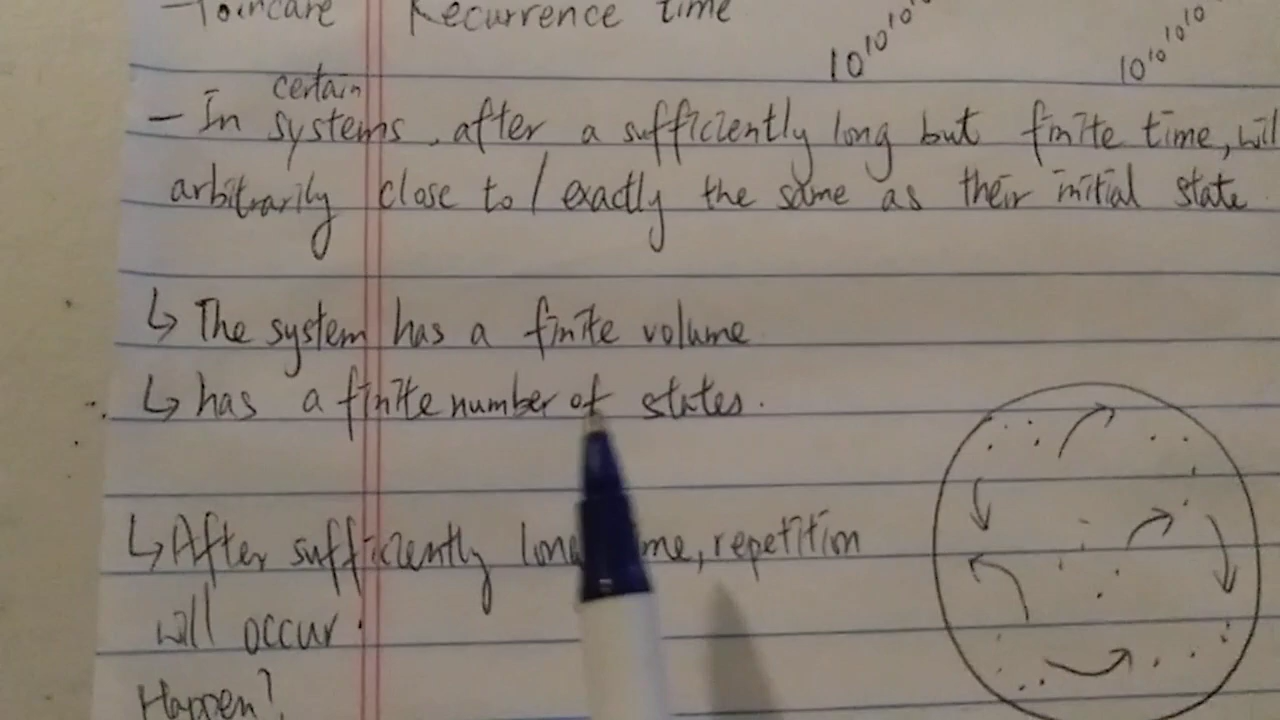 - Poincare Recurrence time
10^10^10^10 10^10^10^10
certain
- In systems, after a sufficiently long but finite time, will
arbitrarily close to / exactly the same as their initial state
↳ The system has a finite volume
↳ has a finite number of states.
↳ After sufficiently long time, repetition
will occur.
Happen?